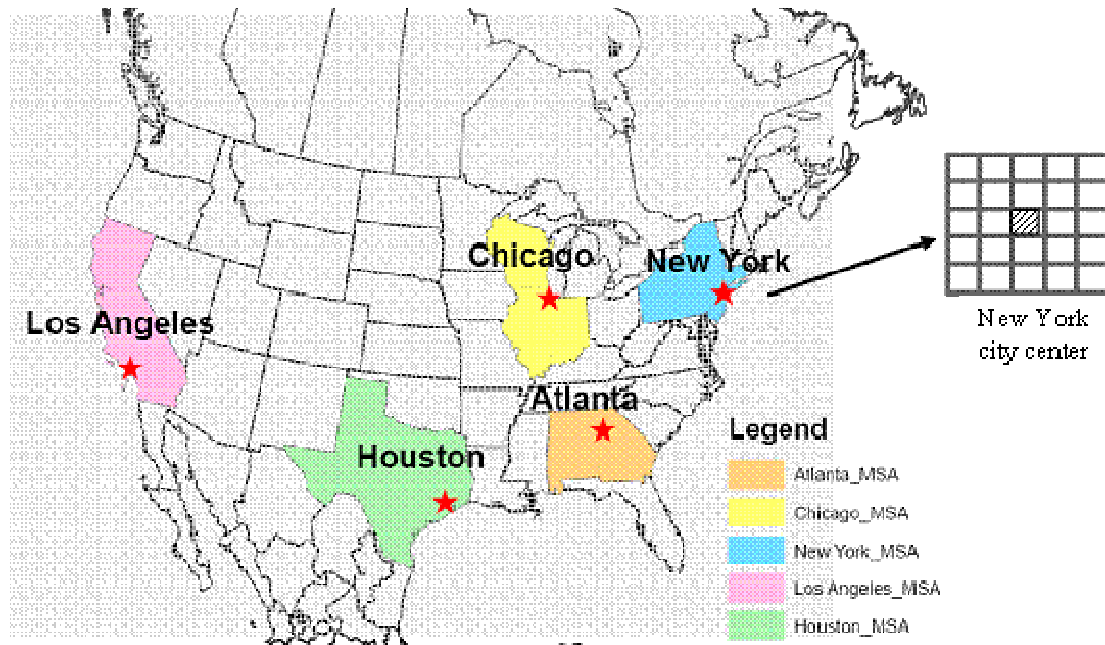 Chicago
New York
Los Angeles
Atlanta
Houston
New York
city center
Legend
Atlanta_MSA
Chicago_MSA
New York_MSA
Los Angeles_MSA
Houston_MSA